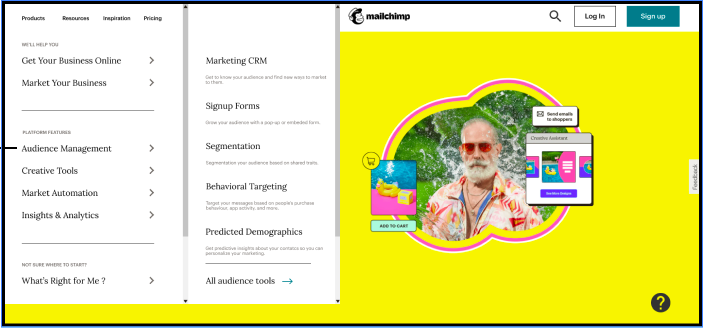 Products Resources Inspiration Pricing
WE'LL HELP YOU
Get Your Business Online
Market Your Business
PLATFORM FEATURES
Audience Management
Creative Tools
Market Automation
Insights & Analytics
NOT SURE WHERE TO START?
What's Right for Me ?
Marketing CRM
Get to know your audience and find new ways to market
to them.
Signup Forms
Grow your audience with a pop-up or embeded form.
Segmentation
Segmentation your audience based on shared traits.
Behavioral Targeting
Target your messages based on people's purchase
behaviour, app activity, and more.
Predicted Demographics
Get predictive insights about your contatcs so you can
personalize your marketing.
All audience tools
mailchimp
Log In
Sign up
Send emails
to shoppers
Creative Assistant
ADD TO CART
Feedback
?